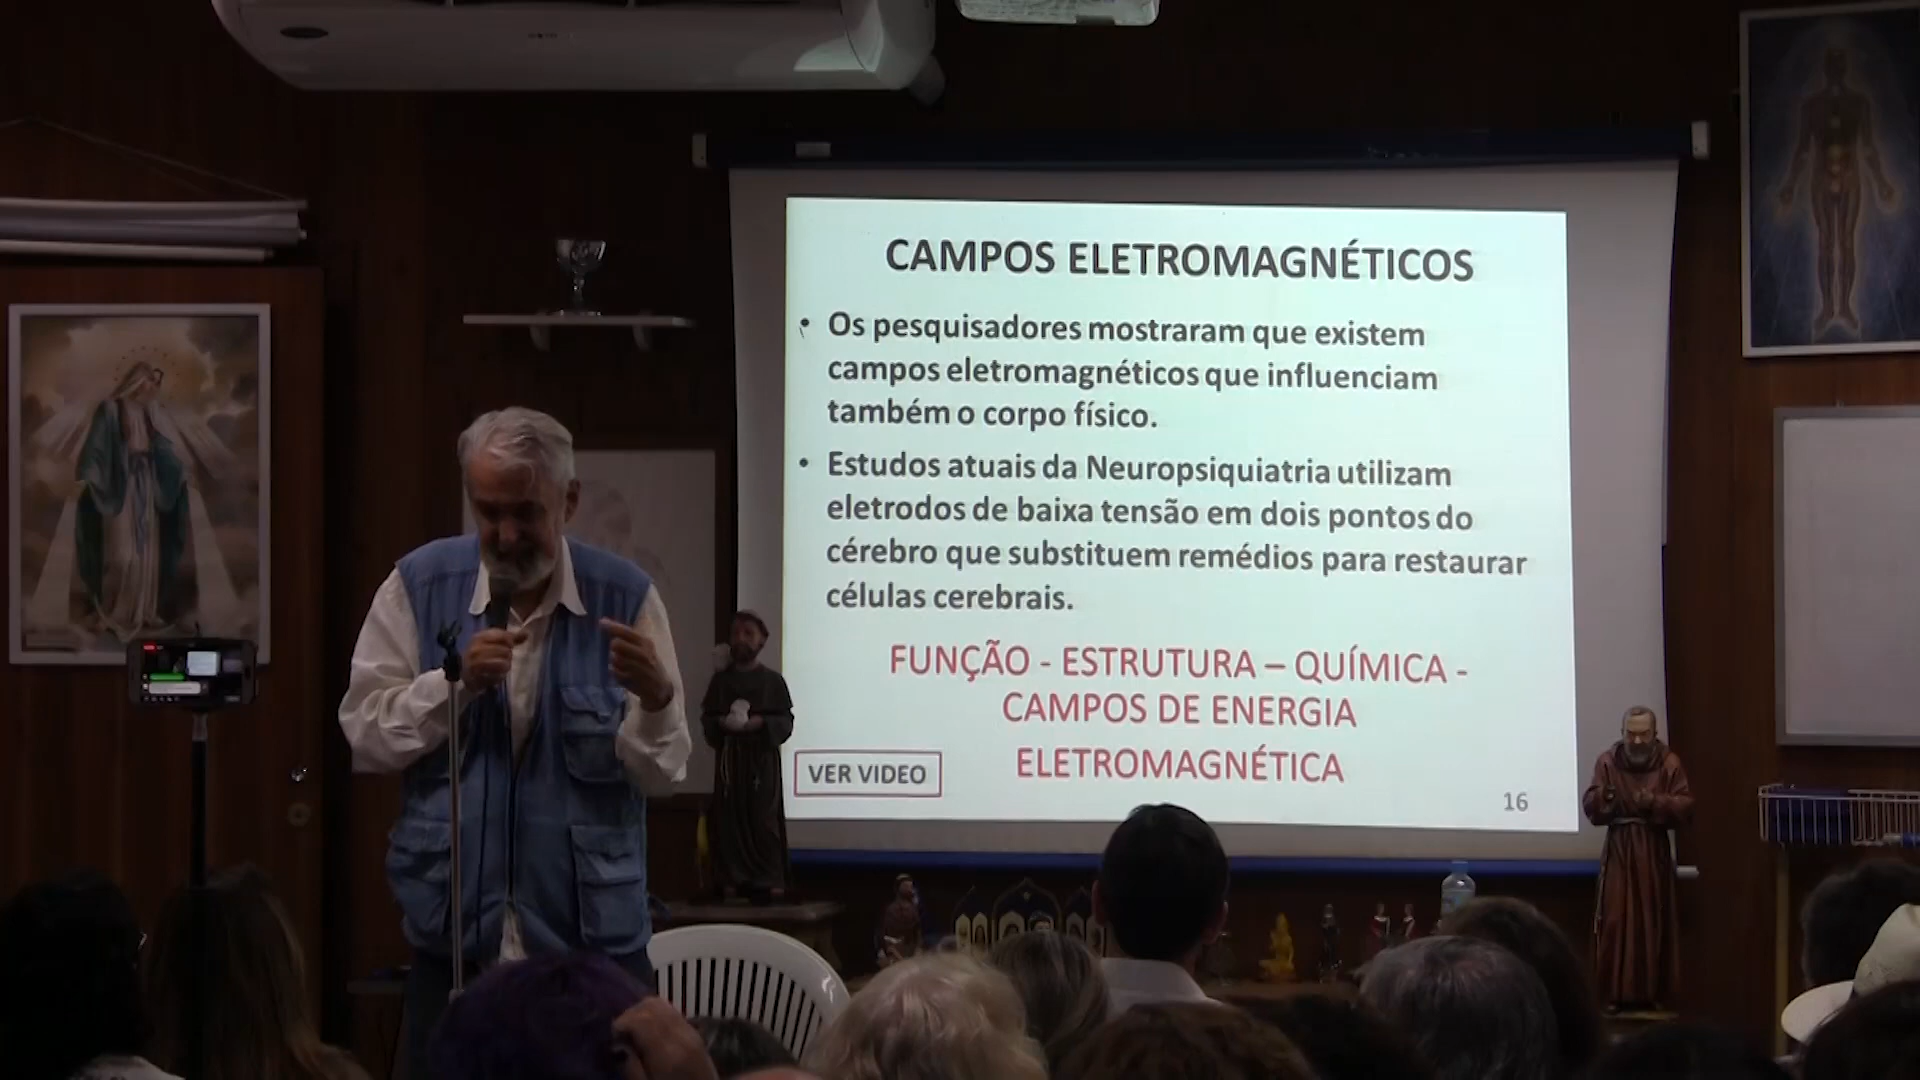 CAMPOS ELETROMAGNÉTICOS
• Os pesquisadores mostraram que existem
campos eletromagnéticos que influenciam
também o corpo físico.
• Estudos atuais da Neuropsiquiatria utilizam
eletrodos de baixa tensão em dois pontos do
cérebro que substituem remédios para restaurar
células cerebrais.
FUNÇÃO - ESTRUTURA – QUÍMICA -
CAMPOS DE ENERGIA
ELETROMAGNÉTICA
VER VIDEO
16